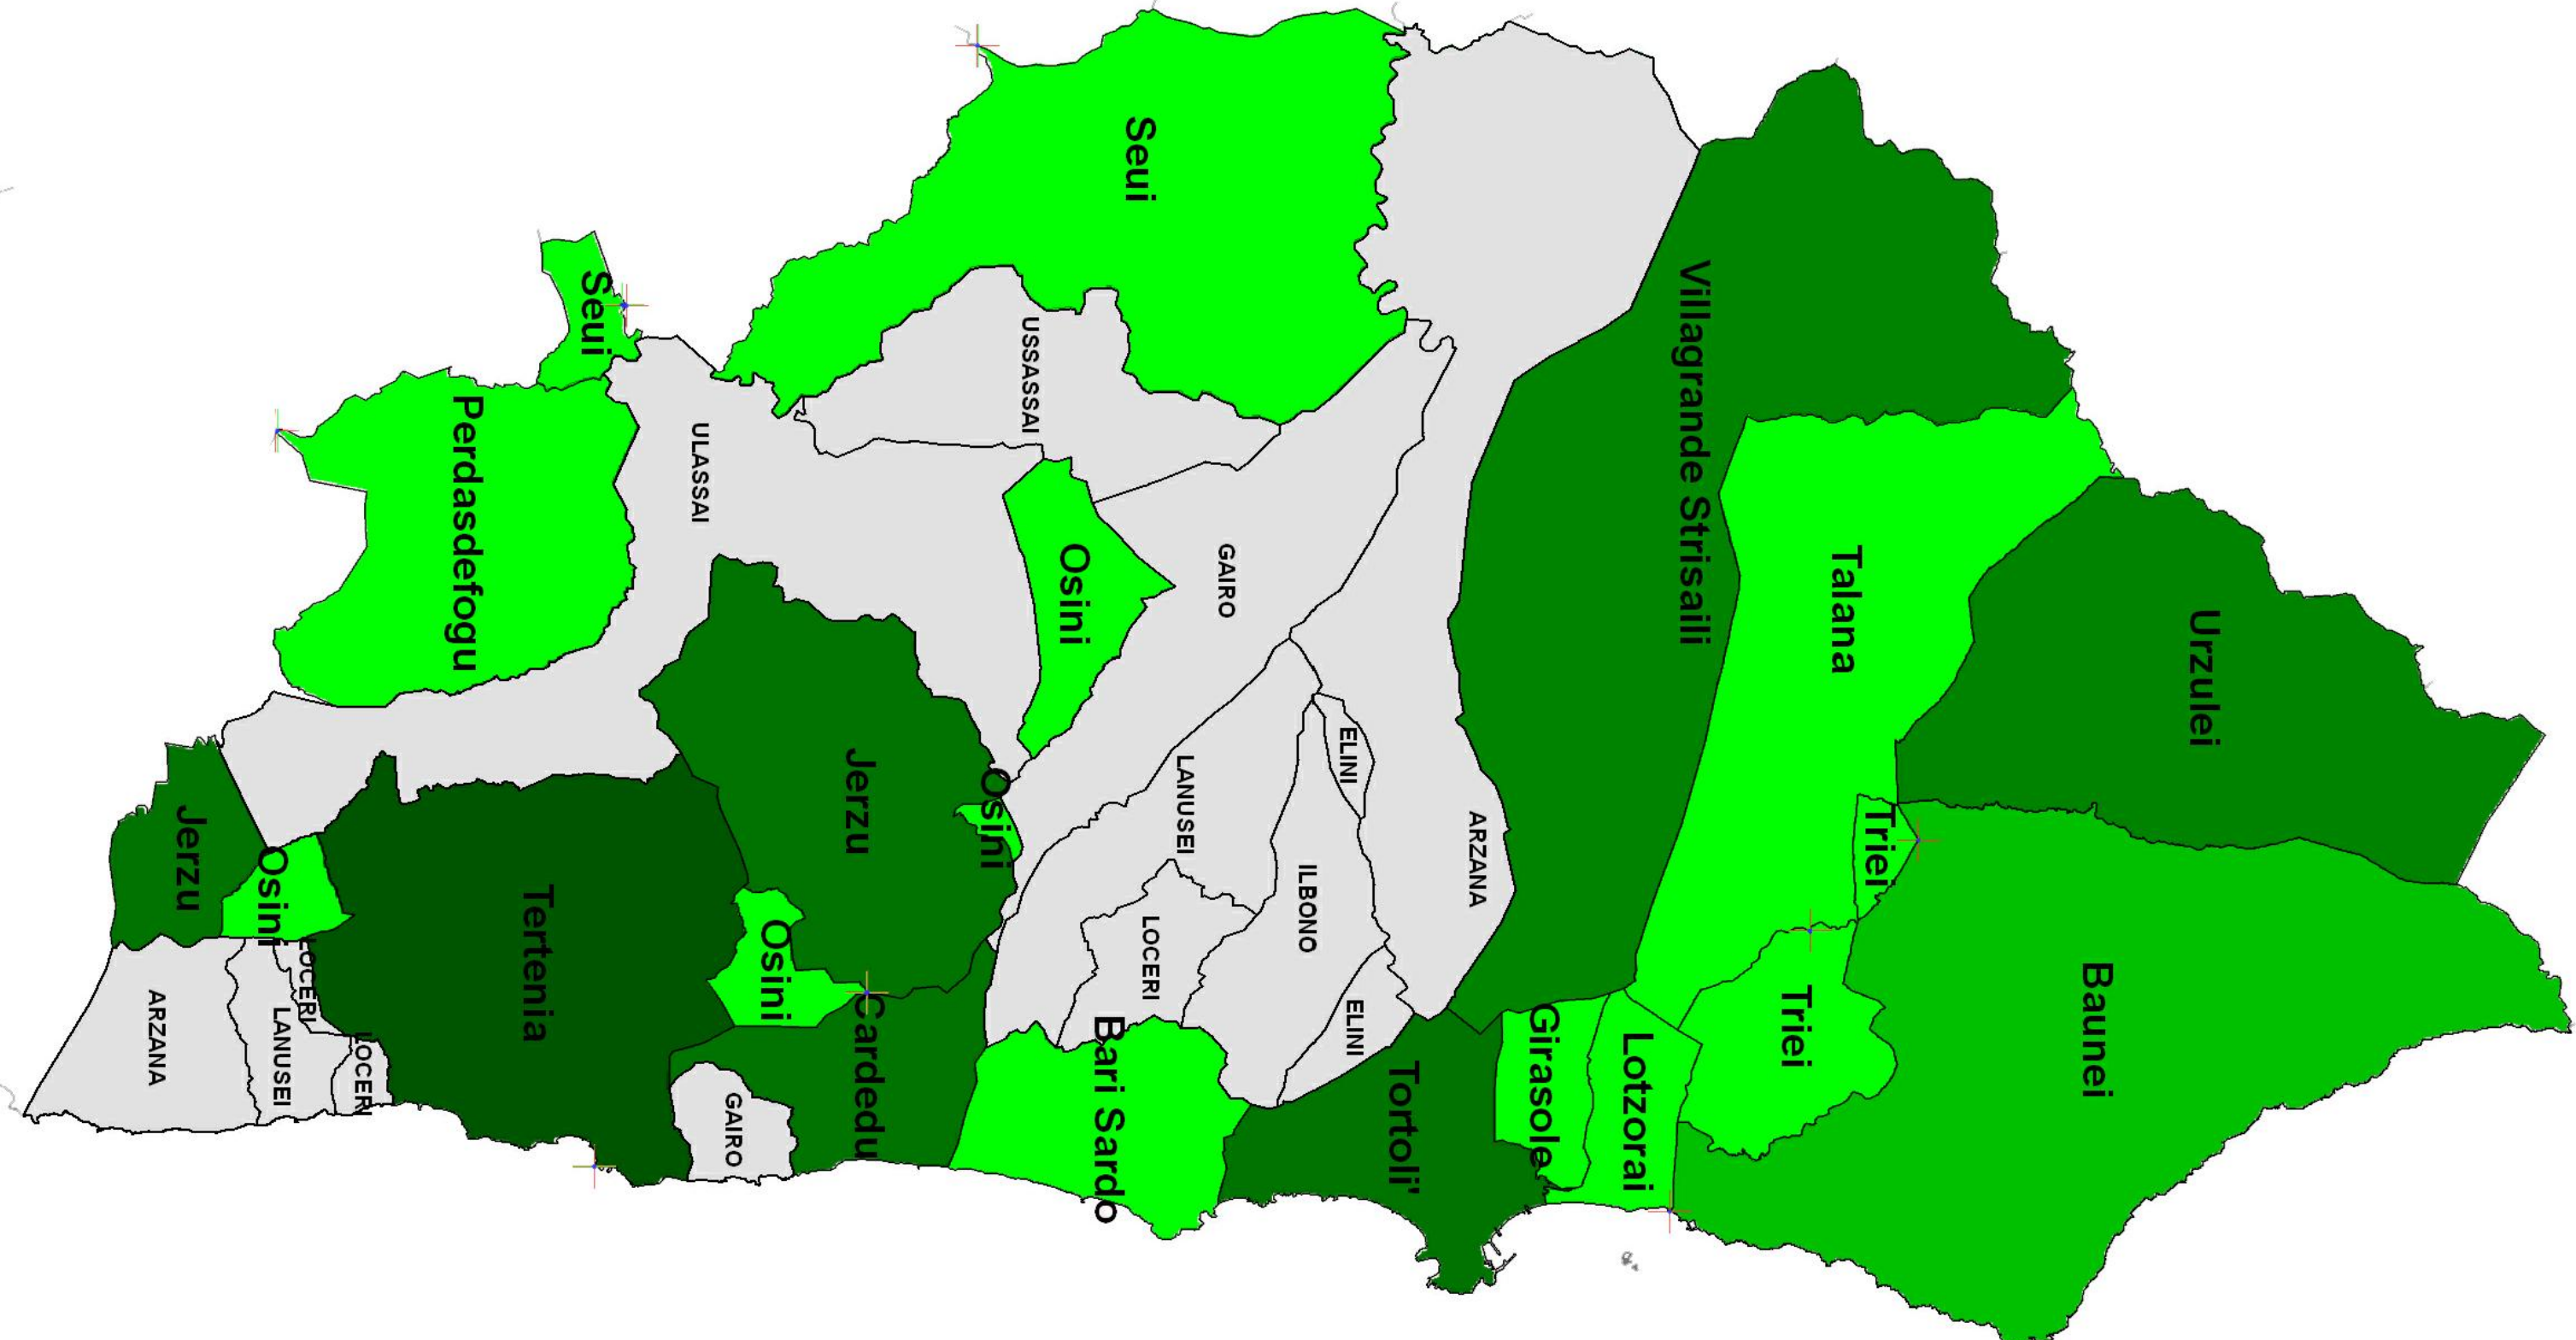 Seui
Seui
Perdasdefogu
ULASSAI
USSASSAI
Osini
GAIRO
Villagrande Strisaili
Talana
Urzulei
Jerzu
Osini
LANUSEI
ELINI
ILBONO
ARZANA
LOCERI
ELINI
Triei
Triei
Baunei
Jerzu
Osini
Tertenia
Osini
Cardedu
GAIRO
Bari Sardo
Tortoli'
Girasole
Lotzorai
ARZANA
LANUSEI
LOCERI
LOCERI